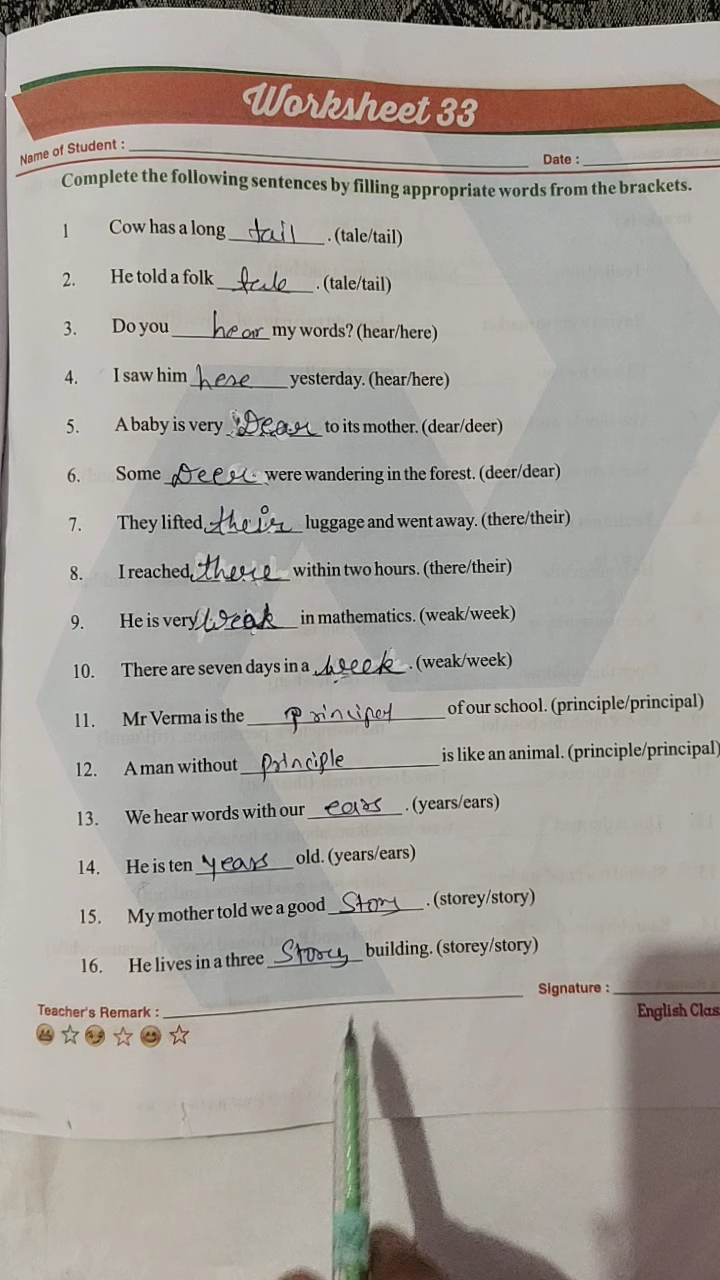 Worksheet 33
Name of Student : Date :
Complete the following sentences by filling appropriate words from the brackets.
1 Cow has a long tail . (tale/tail)
2. He told a folk tale . (tale/tail)
3. Do you hear my words? (hear/here)
4. I saw him here yesterday. (hear/here)
5. A baby is very Dear to its mother. (dear/deer)
6. Some Deer were wandering in the forest. (deer/dear)
7. They lifted their luggage and went away. (there/their)
8. I reached there within two hours. (there/their)
9. He is very weak in mathematics. (weak/week)
10. There are seven days in a week . (weak/week)
11. Mr Verma is the of our school. (principle/principal)
12. A man without principle is like an animal. (principle/principal)
13. We hear words with our ears . (years/ears)
14. He is ten years old. (years/ears)
15. My mother told we a good Story . (storey/story)
16. He lives in a three building. (storey/story)
Signature :
Teacher's Remark :
English Clas